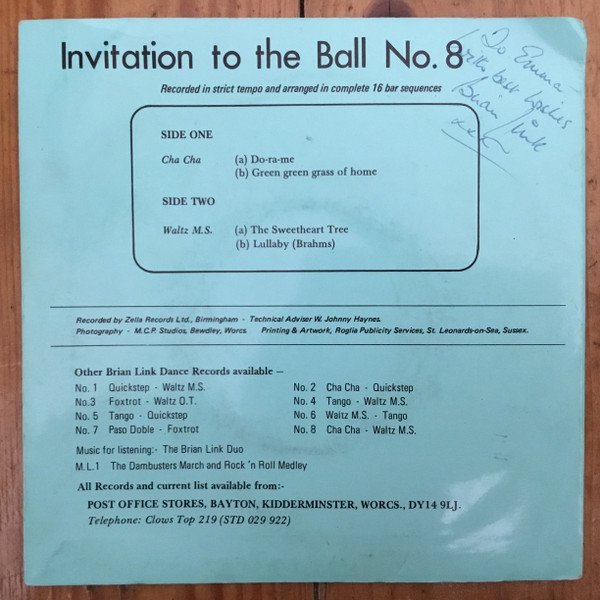 Invitation to the Ball No. 8
To Emma
with best wishes
Brian Link
xxx
Recorded in strict tempo and arranged in complete 16 bar sequences
SIDE ONE
Cha Cha (a) Do-ra-me
(b) Green green grass of home
SIDE TWO
Waltz M.S. (a) The Sweetheart Tree
(b) Lullaby (Brahms)
Recorded by Zella Records Ltd., Birmingham - Technical Adviser W. Johnny Haynes.
Photography - M.C.P. Studios, Bewdley, Worcs. Printing & Artwork, Roglia Publicity Services, St. Leonards-on-Sea, Sussex.
Other Brian Link Dance Records available —
No. 1 Quickstep - Waltz M.S. No. 2 Cha Cha - Quickstep
No.3 Foxtrot - Waltz O.T. No. 4 Tango - Waltz M.S.
No. 5 Tango - Quickstep No. 6 Waltz M.S. - Tango
No. 7 Paso Doble - Foxtrot No. 8 Cha Cha - Waltz M.S.
Music for listening:- The Brian Link Duo
M.L.1 The Dambusters March and Rock 'n Roll Medley
All Records and current list available from:-
POST OFFICE STORES, BAYTON, KIDDERMINSTER, WORCS., DY14 9LJ.
Telephone: Clows Top 219 (STD 029 922)